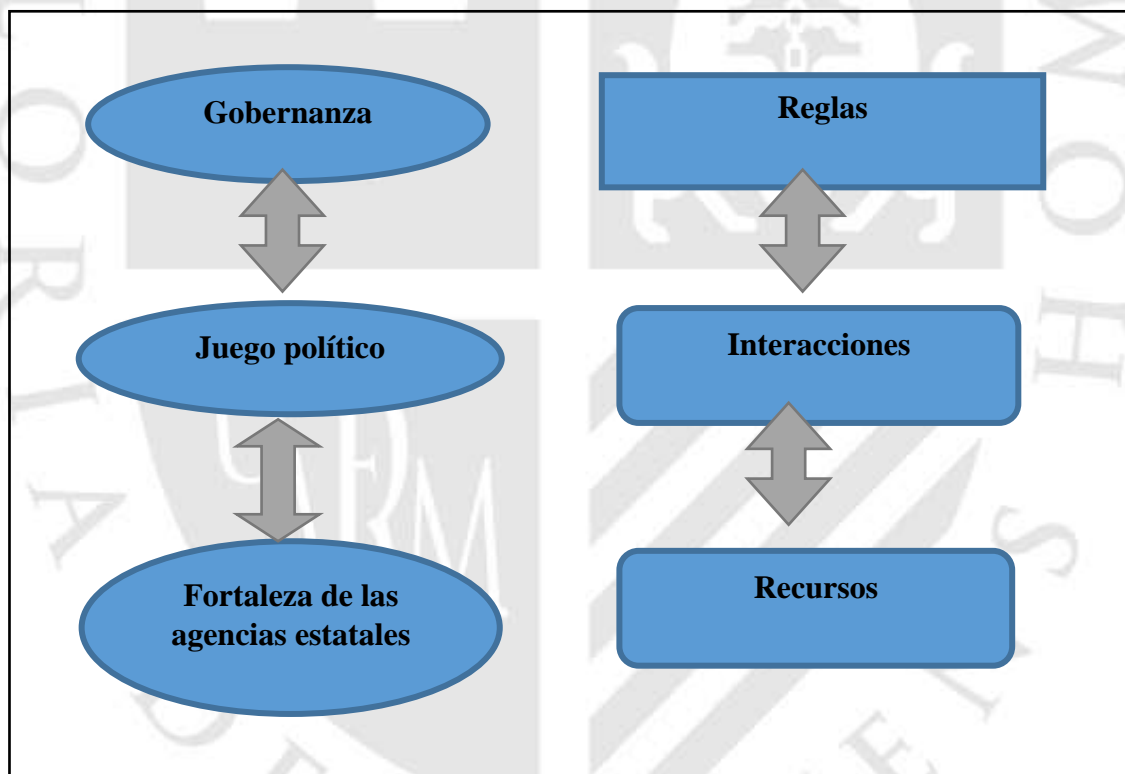 Gobernanza
Reglas
Juego político
Interacciones
Fortaleza de las
agencias estatales
Recursos